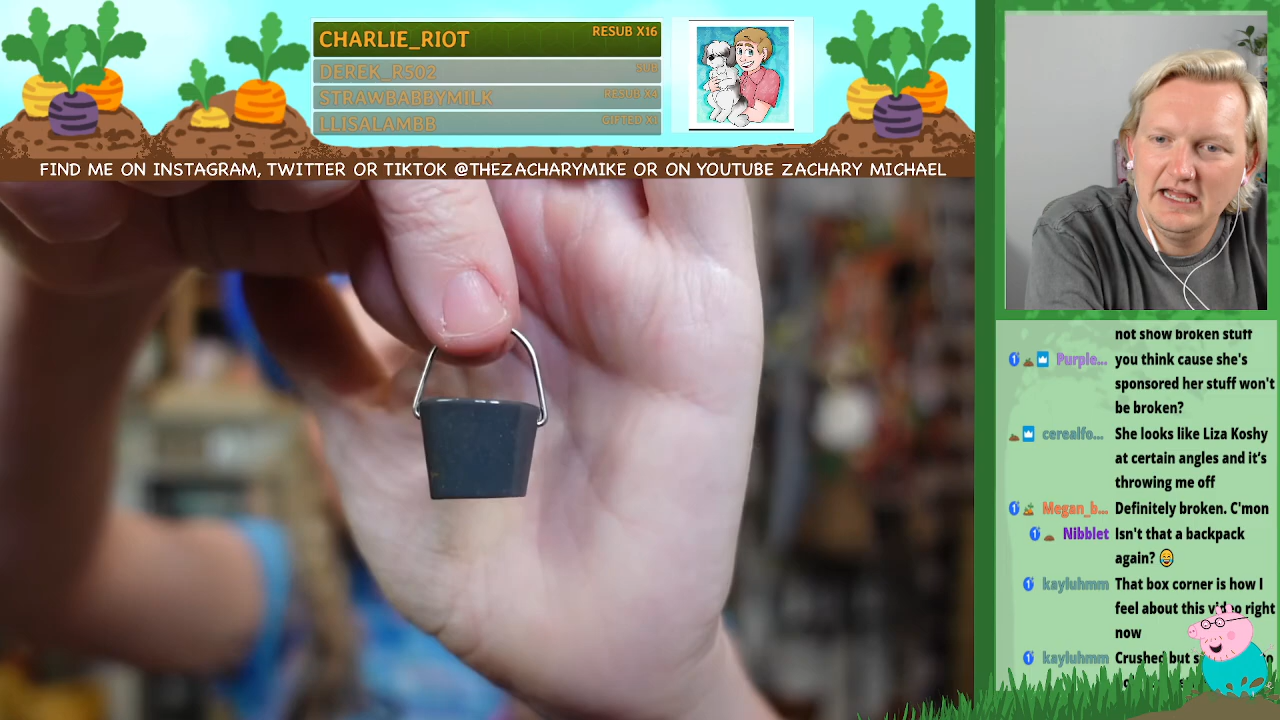 CHARLIE_RIOT RESUB X16
DEREK_RS02 SUB
STRAWBABBYMILK RESUB X4
LLISALAMBB GIFTED X1
FIND ME ON INSTAGRAM, TWITTER OR TIKTOK @THEZACHARYMIKE OR ON YOUTUBE ZACHARY MICHAEL
not show broken stuff
Purple... you think cause she's
sponsored her stuff won't
be broken?
cerealfo... She looks like Liza Koshy
at certain angles and it's
throwing me off
Megan_b... Definitely broken. C'mon
Nibblet Isn't that a backpack
again?
kayluhmm That box corner is how I
feel about this video right
now
kayluhmm Crushed but